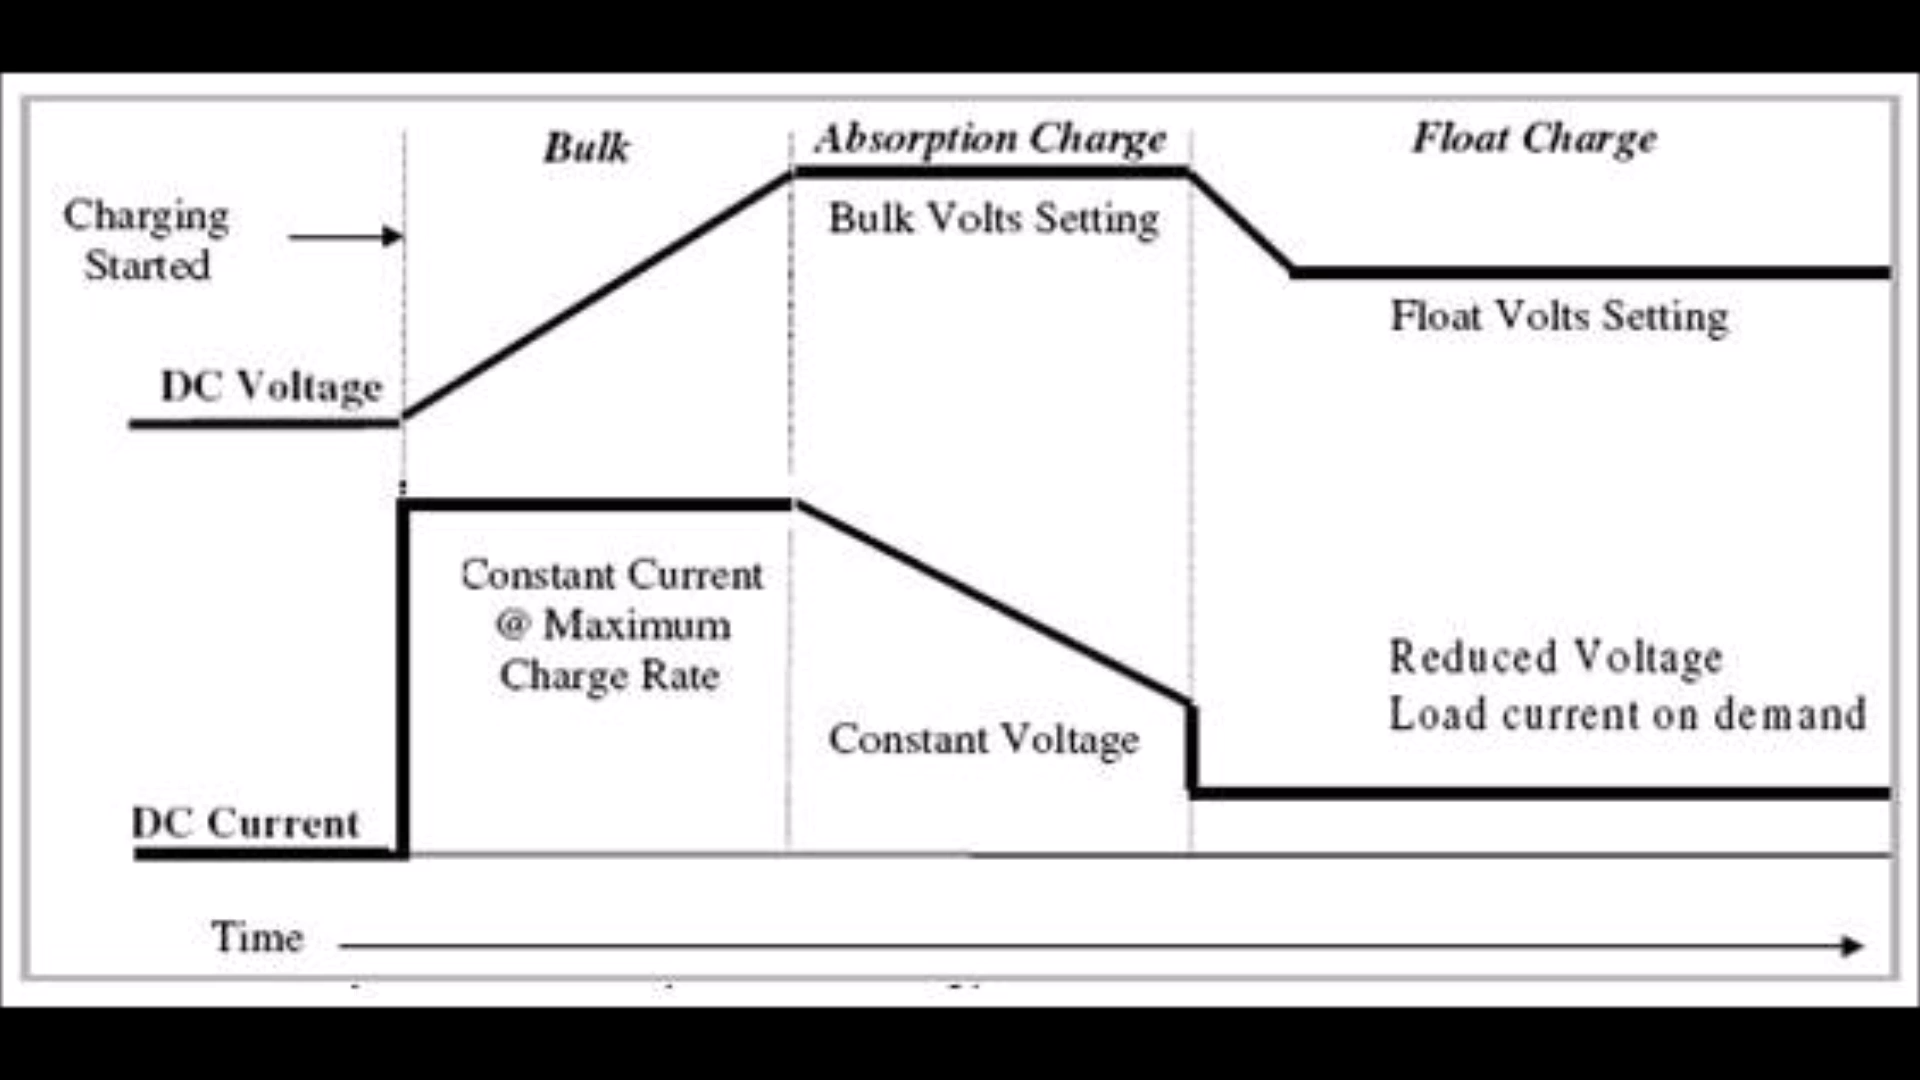 Bulk
Absorption Charge
Float Charge
Charging
Started
Bulk Volts Setting
Float Volts Setting
DC Voltage
Constant Current
@ Maximum
Charge Rate
Reduced Voltage
Load current on demand
Constant Voltage
DC Current
Time